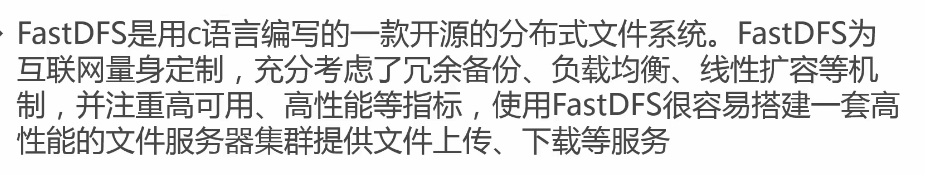 FastDFS是用c语言编写的一款开源的分布式文件系统。FastDFS为
互联网量身定制，充分考虑了冗余备份、负载均衡、线性扩容等机
制，并注重高可用、高性能等指标，使用FastDFS很容易搭建一套高
性能的文件服务器集群提供文件上传、下载等服务